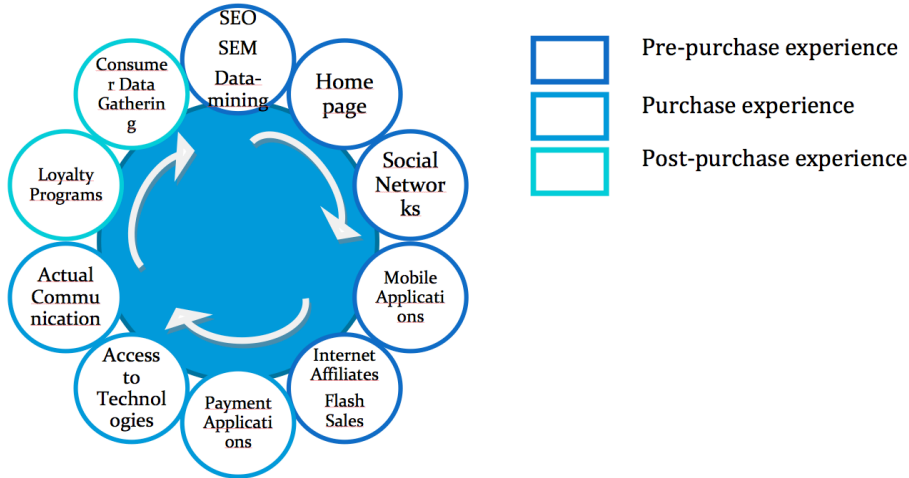 SEO
SEM
Data-
mining
Home
page
Social
Networ
ks
Mobile
Applicati
ons
Internet
Affiliates
Flash
Sales
Payment
Applicati
ons
Access
to
Technol
ogies
Actual
Commu
nication
Loyalty
Programs
Consume
r Data
Gatherin
g
Pre-purchase experience
Purchase experience
Post-purchase experience